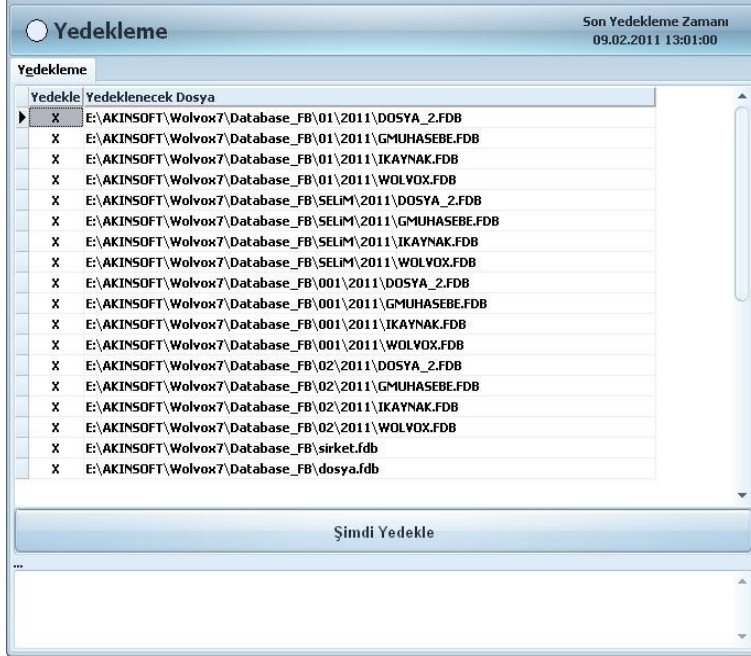 Yedekleme
Son Yedekleme Zamanı
09.02.2011 13:01:00
Yedekleme
Yedekle Yedeklenecek Dosya
X E:\AKINSOFT\Wolvox7\Database_FB\01\2011\DOSYA_2.FDB
X E:\AKINSOFT\Wolvox7\Database_FB\01\2011\GMUHASEBE.FDB
X E:\AKINSOFT\Wolvox7\Database_FB\01\2011\IKAYNAK.FDB
X E:\AKINSOFT\Wolvox7\Database_FB\01\2011\WOLVOX.FDB
X E:\AKINSOFT\Wolvox7\Database_FB\SELiM\2011\DOSYA_2.FDB
X E:\AKINSOFT\Wolvox7\Database_FB\SELiM\2011\GMUHASEBE.FDB
X E:\AKINSOFT\Wolvox7\Database_FB\SELiM\2011\IKAYNAK.FDB
X E:\AKINSOFT\Wolvox7\Database_FB\SELiM\2011\WOLVOX.FDB
X E:\AKINSOFT\Wolvox7\Database_FB\001\2011\DOSYA_2.FDB
X E:\AKINSOFT\Wolvox7\Database_FB\001\2011\GMUHASEBE.FDB
X E:\AKINSOFT\Wolvox7\Database_FB\001\2011\IKAYNAK.FDB
X E:\AKINSOFT\Wolvox7\Database_FB\001\2011\WOLVOX.FDB
X E:\AKINSOFT\Wolvox7\Database_FB\02\2011\DOSYA_2.FDB
X E:\AKINSOFT\Wolvox7\Database_FB\02\2011\GMUHASEBE.FDB
X E:\AKINSOFT\Wolvox7\Database_FB\02\2011\IKAYNAK.FDB
X E:\AKINSOFT\Wolvox7\Database_FB\02\2011\WOLVOX.FDB
X E:\AKINSOFT\Wolvox7\Database_FB\sirket.fdb
X E:\AKINSOFT\Wolvox7\Database_FB\dosya.fdb
Şimdi Yedekle
...